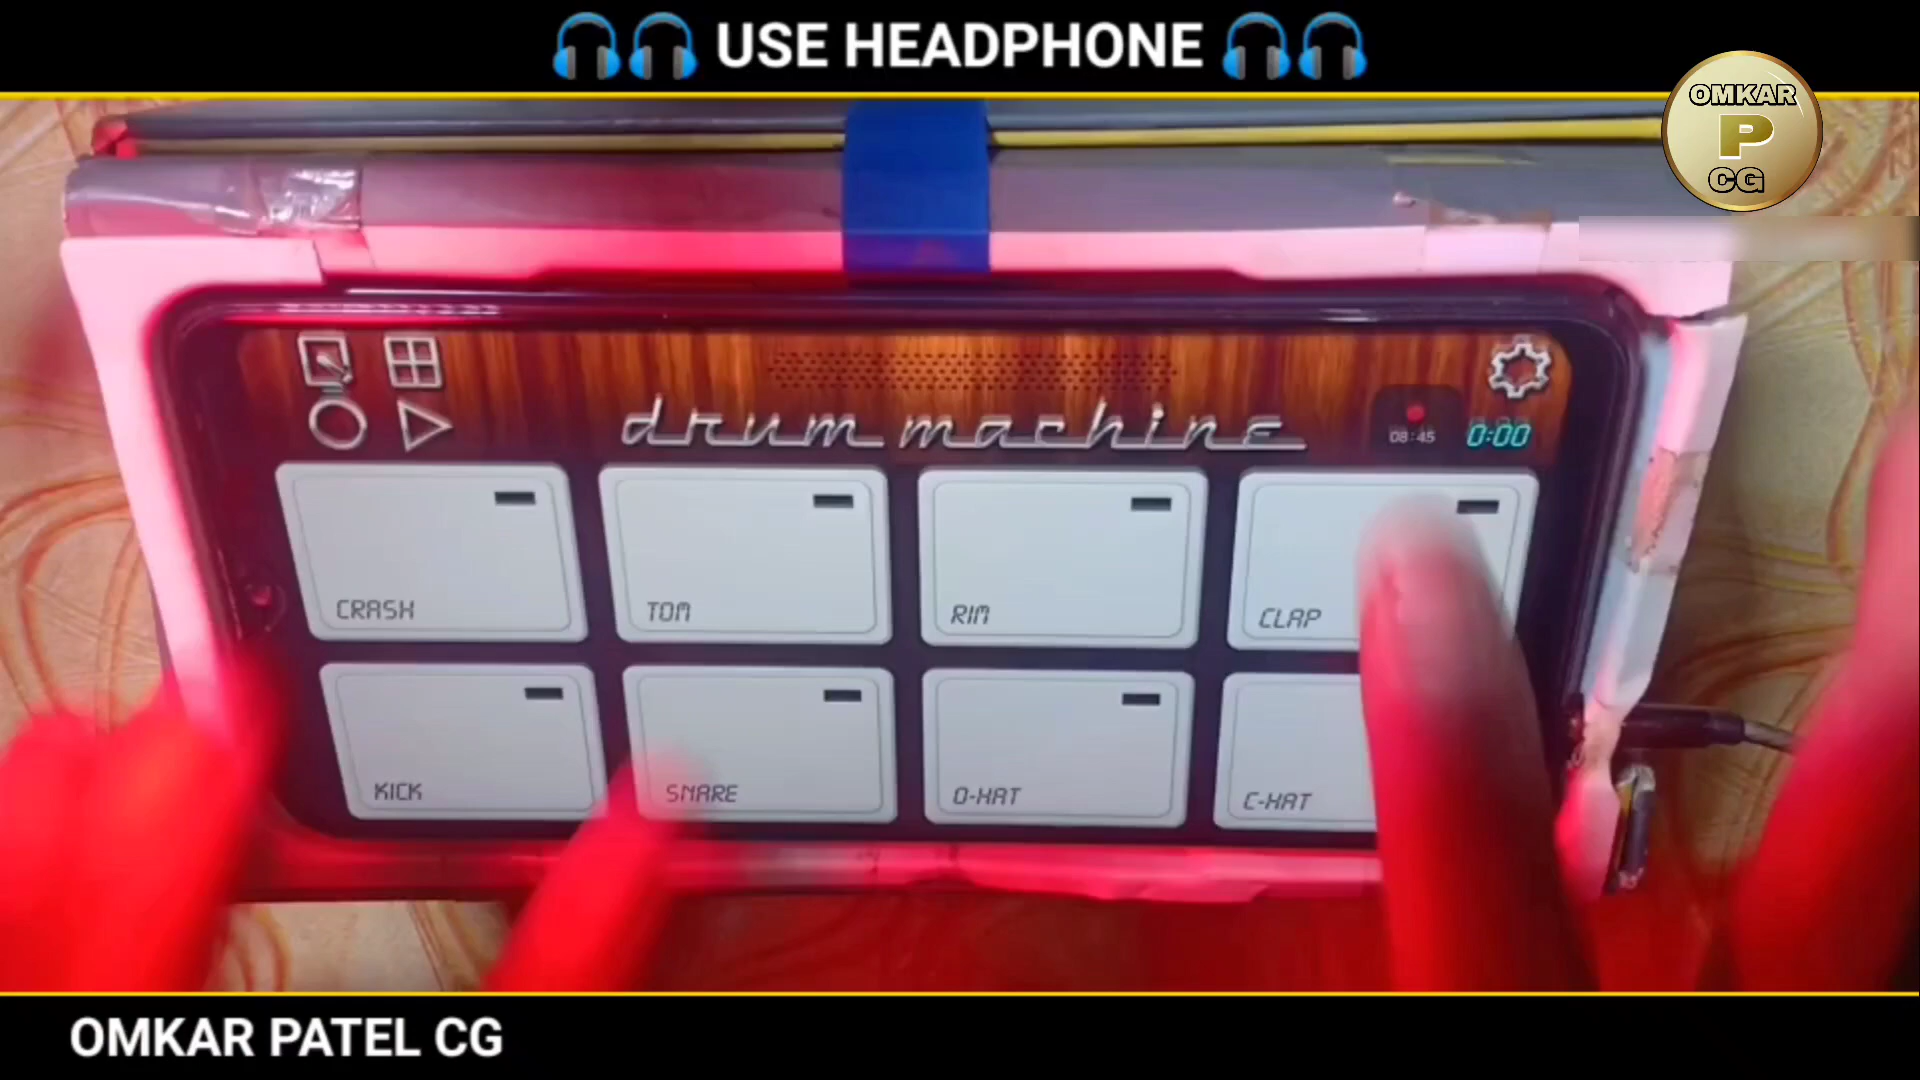 USE HEADPHONE
OMKAR
P
CG
drum machine
08:45
0:00
CRASH
TOM
RIM
CLAP
KICK
SNARE
O-HAT
C-HAT
OMKAR PATEL CG